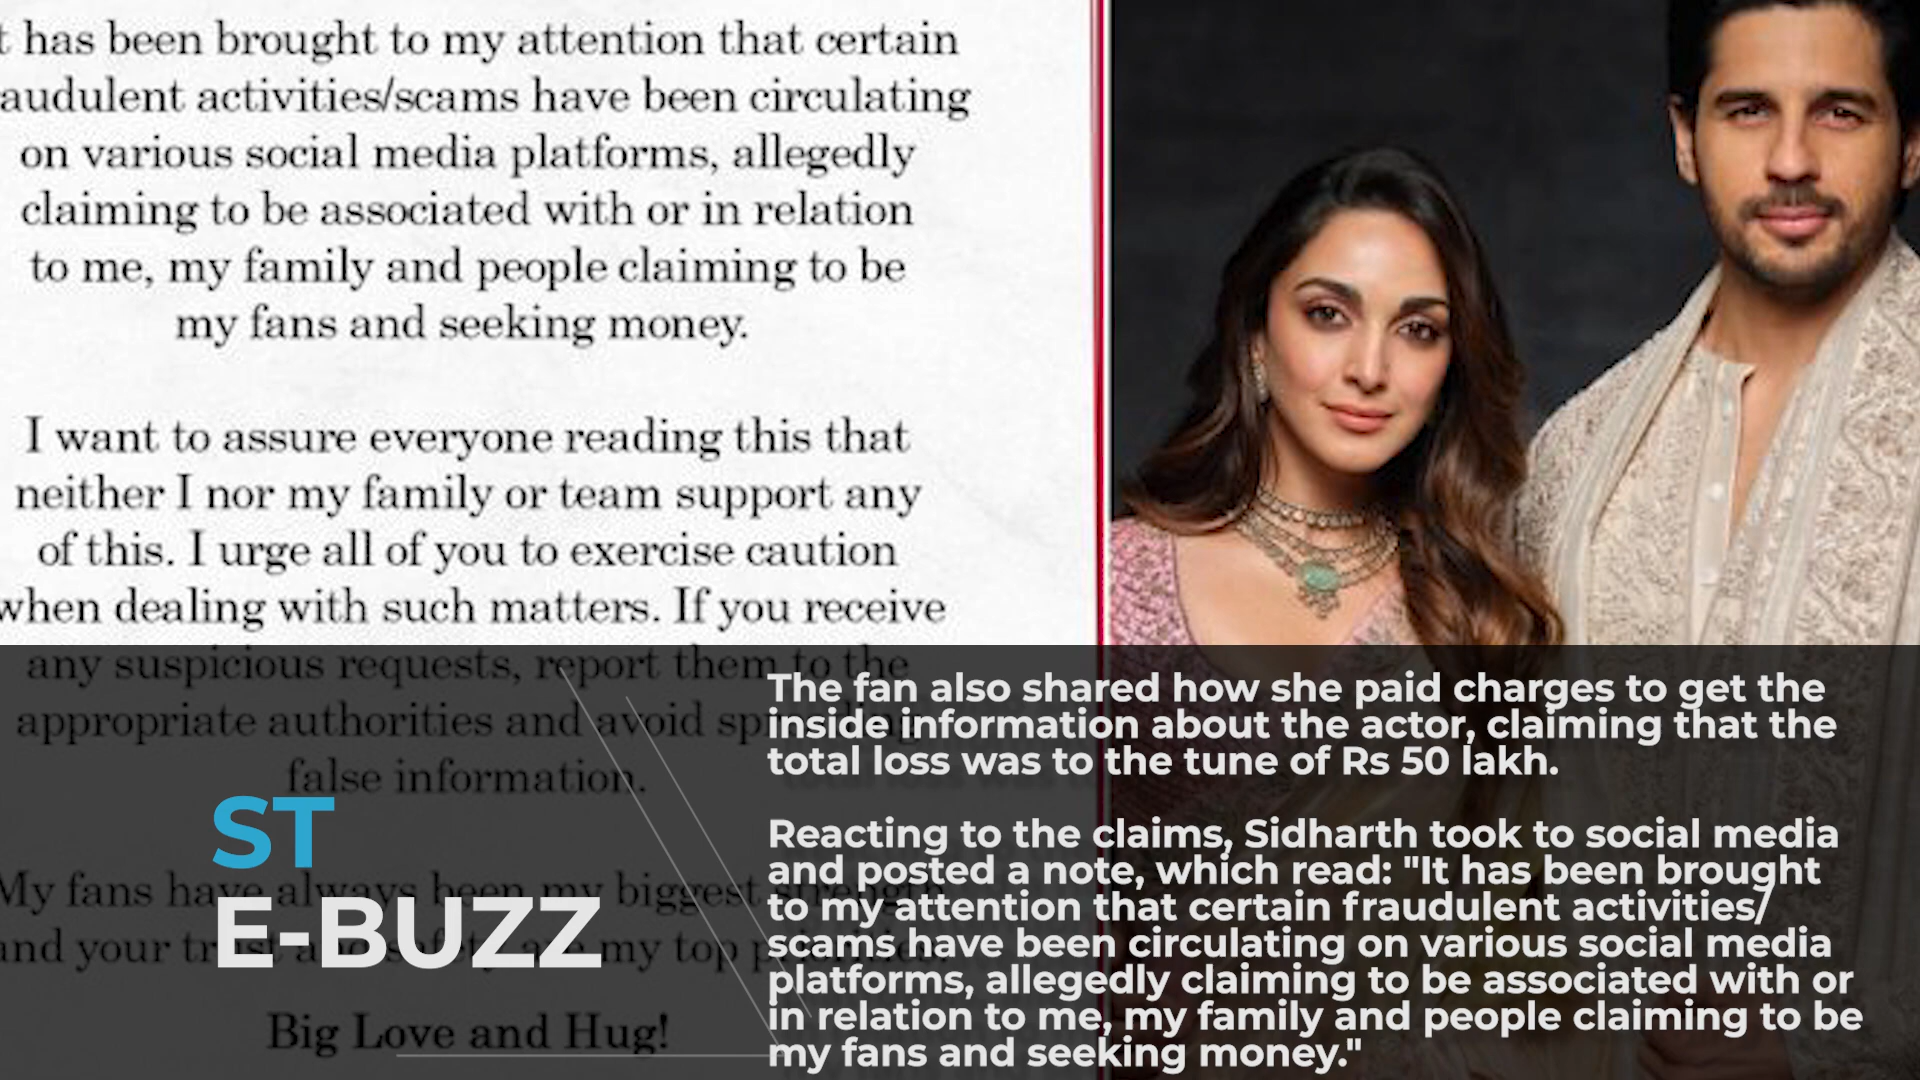 t has been brought to my attention that certain
audulent activities/scams have been circulating
on various social media platforms, allegedly
claiming to be associated with or in relation
to me, my family and people claiming to be
my fans and seeking money.
I want to assure everyone reading this that
neither I nor my family or team support any
of this. I urge all of you to exercise caution
when dealing with such matters. If you receive
any suspicious requests, report them to the
appropriate authorities and avoid
false information.
My fans have always been my biggest strength
and your trust my top
Big Love and Hug!
ST
E-BUZZ
The fan also shared how she paid charges to get the
inside information about the actor, claiming that the
total loss was to the tune of Rs 50 lakh.
Reacting to the claims, Sidharth took to social media
and posted a note, which read: "It has been brought
to my attention that certain fraudulent activities/
scams have been circulating on various social media
platforms, allegedly claiming to be associated with or
in relation to me, my family and people claiming to be
my fans and seeking money."